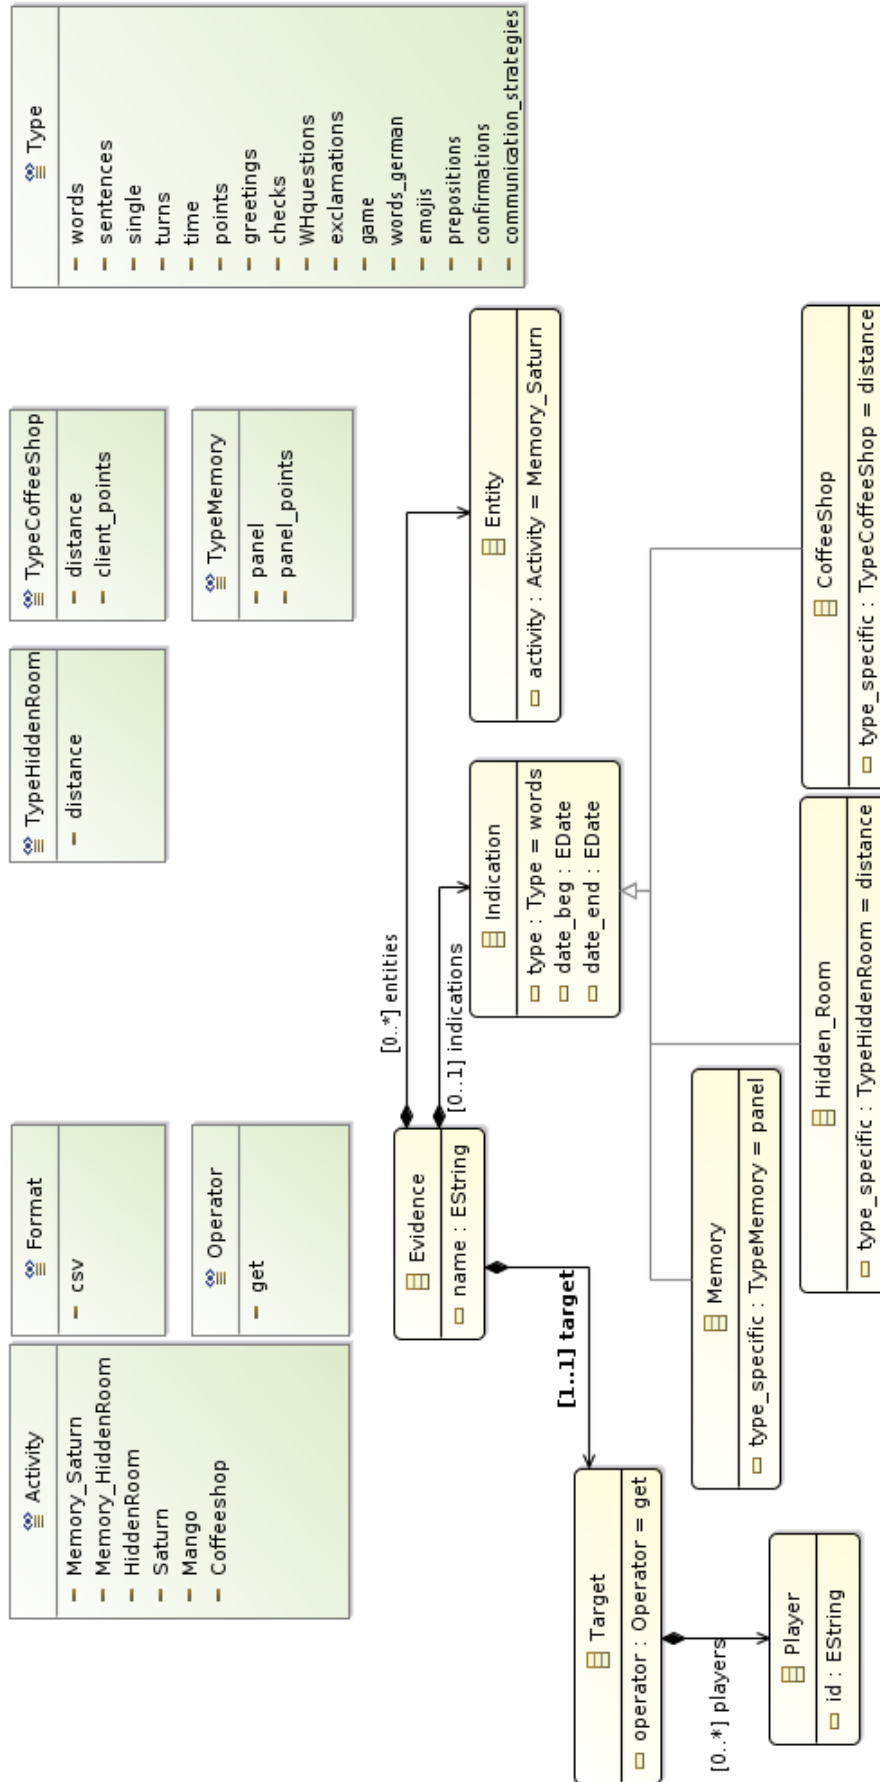 Activity
Memory_Saturn
Memory_HiddenRoom
HiddenRoom
Saturn
Mango
Coffeeshop
Format
csv
Operator
get
TypeHiddenRoom
distance
TypeCoffeeShop
distance
client_points
TypeMemory
panel
panel_points
Type
words
sentences
single
turns
time
points
greetings
checks
WHquestions
exclamations
game
words_german
emojis
prepositions
confirmations
communication_strategies
Evidence
name : EString
[0..*] entities
[0..1] indications
[1..1] target
Indication
type : Type = words
date_beg : EDate
date_end : EDate
Entity
activity : Activity = Memory_Saturn
Target
operator : Operator = get
[0..*] players
Player
id : EString
Memory
type_specific : TypeMemory = panel
Hidden_Room
type_specific : TypeHiddenRoom = distance
CoffeeShop
type_specific : TypeCoffeeShop = distance